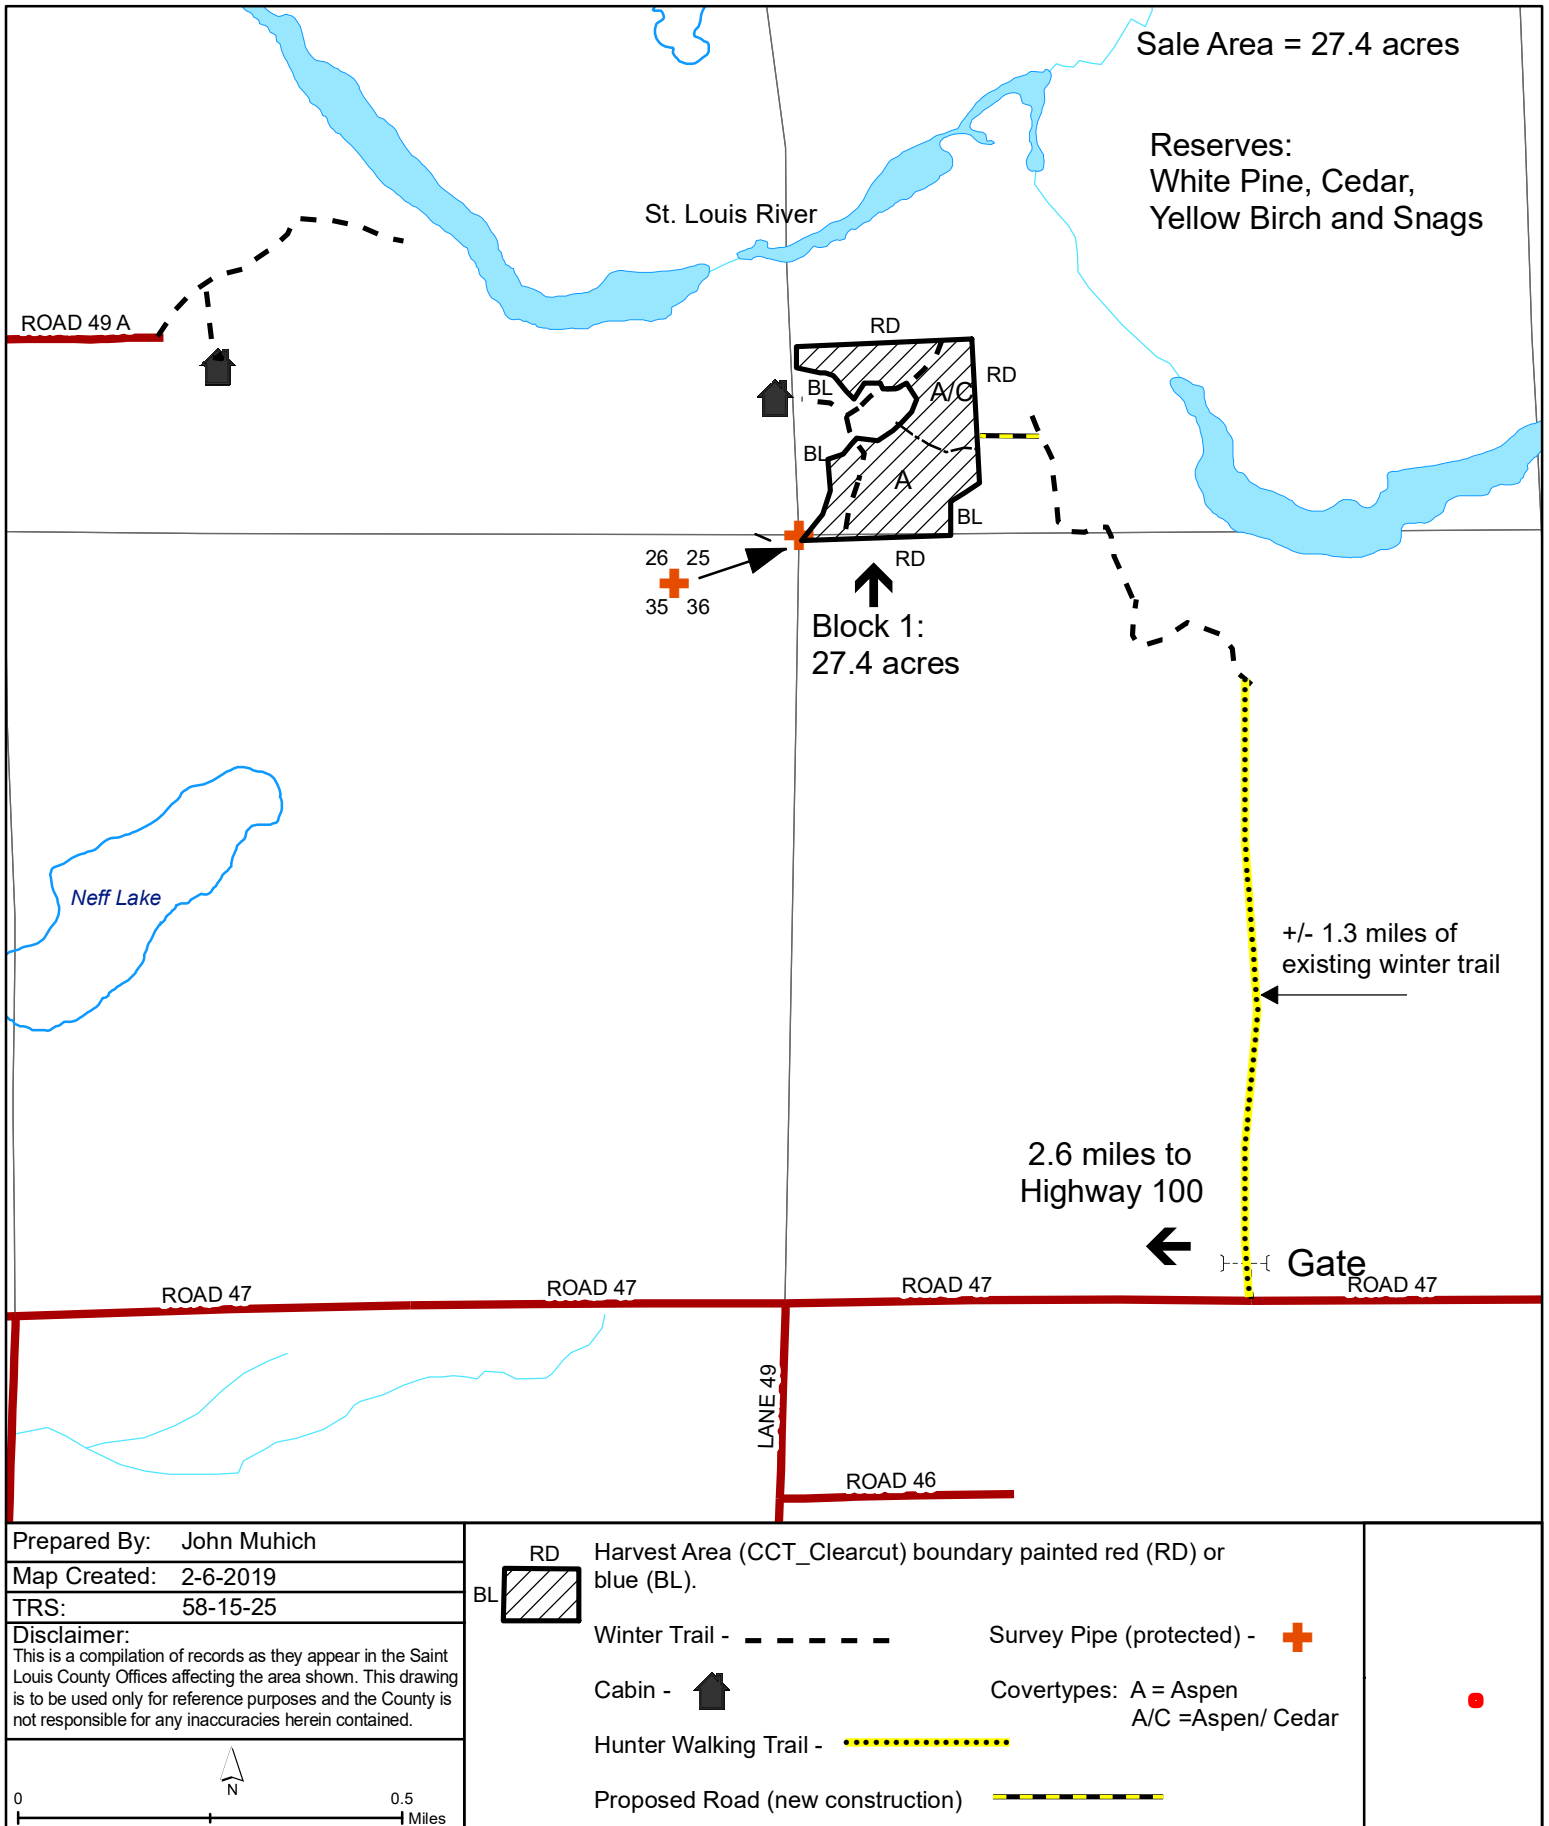 Sale Area = 27.4 acres
Reserves:
White Pine, Cedar,
Yellow Birch and Snags
St. Louis River
ROAD 49 A
RD
RD
BL
A/C
BL
A
BL
RD
26 25
35 36
Block 1:
27.4 acres
Neff Lake
+/- 1.3 miles of
existing winter trail
2.6 miles to
Highway 100
Gate
ROAD 47
ROAD 47
ROAD 47
ROAD 47
LANE 49
ROAD 46
Prepared By: John Muhich
Map Created: 2-6-2019
TRS: 58-15-25
Disclaimer:
This is a compilation of records as they appear in the Saint
Louis County Offices affecting the area shown. This drawing
is to be used only for reference purposes and the County is
not responsible for any inaccuracies herein contained.
N
0 0.5
Miles
RD
BL
Harvest Area (CCT_Clearcut) boundary painted red (RD) or
blue (BL).
Winter Trail -
Survey Pipe (protected) -
Cabin -
Covertypes: A = Aspen
A/C =Aspen/ Cedar
Hunter Walking Trail -
Proposed Road (new construction)